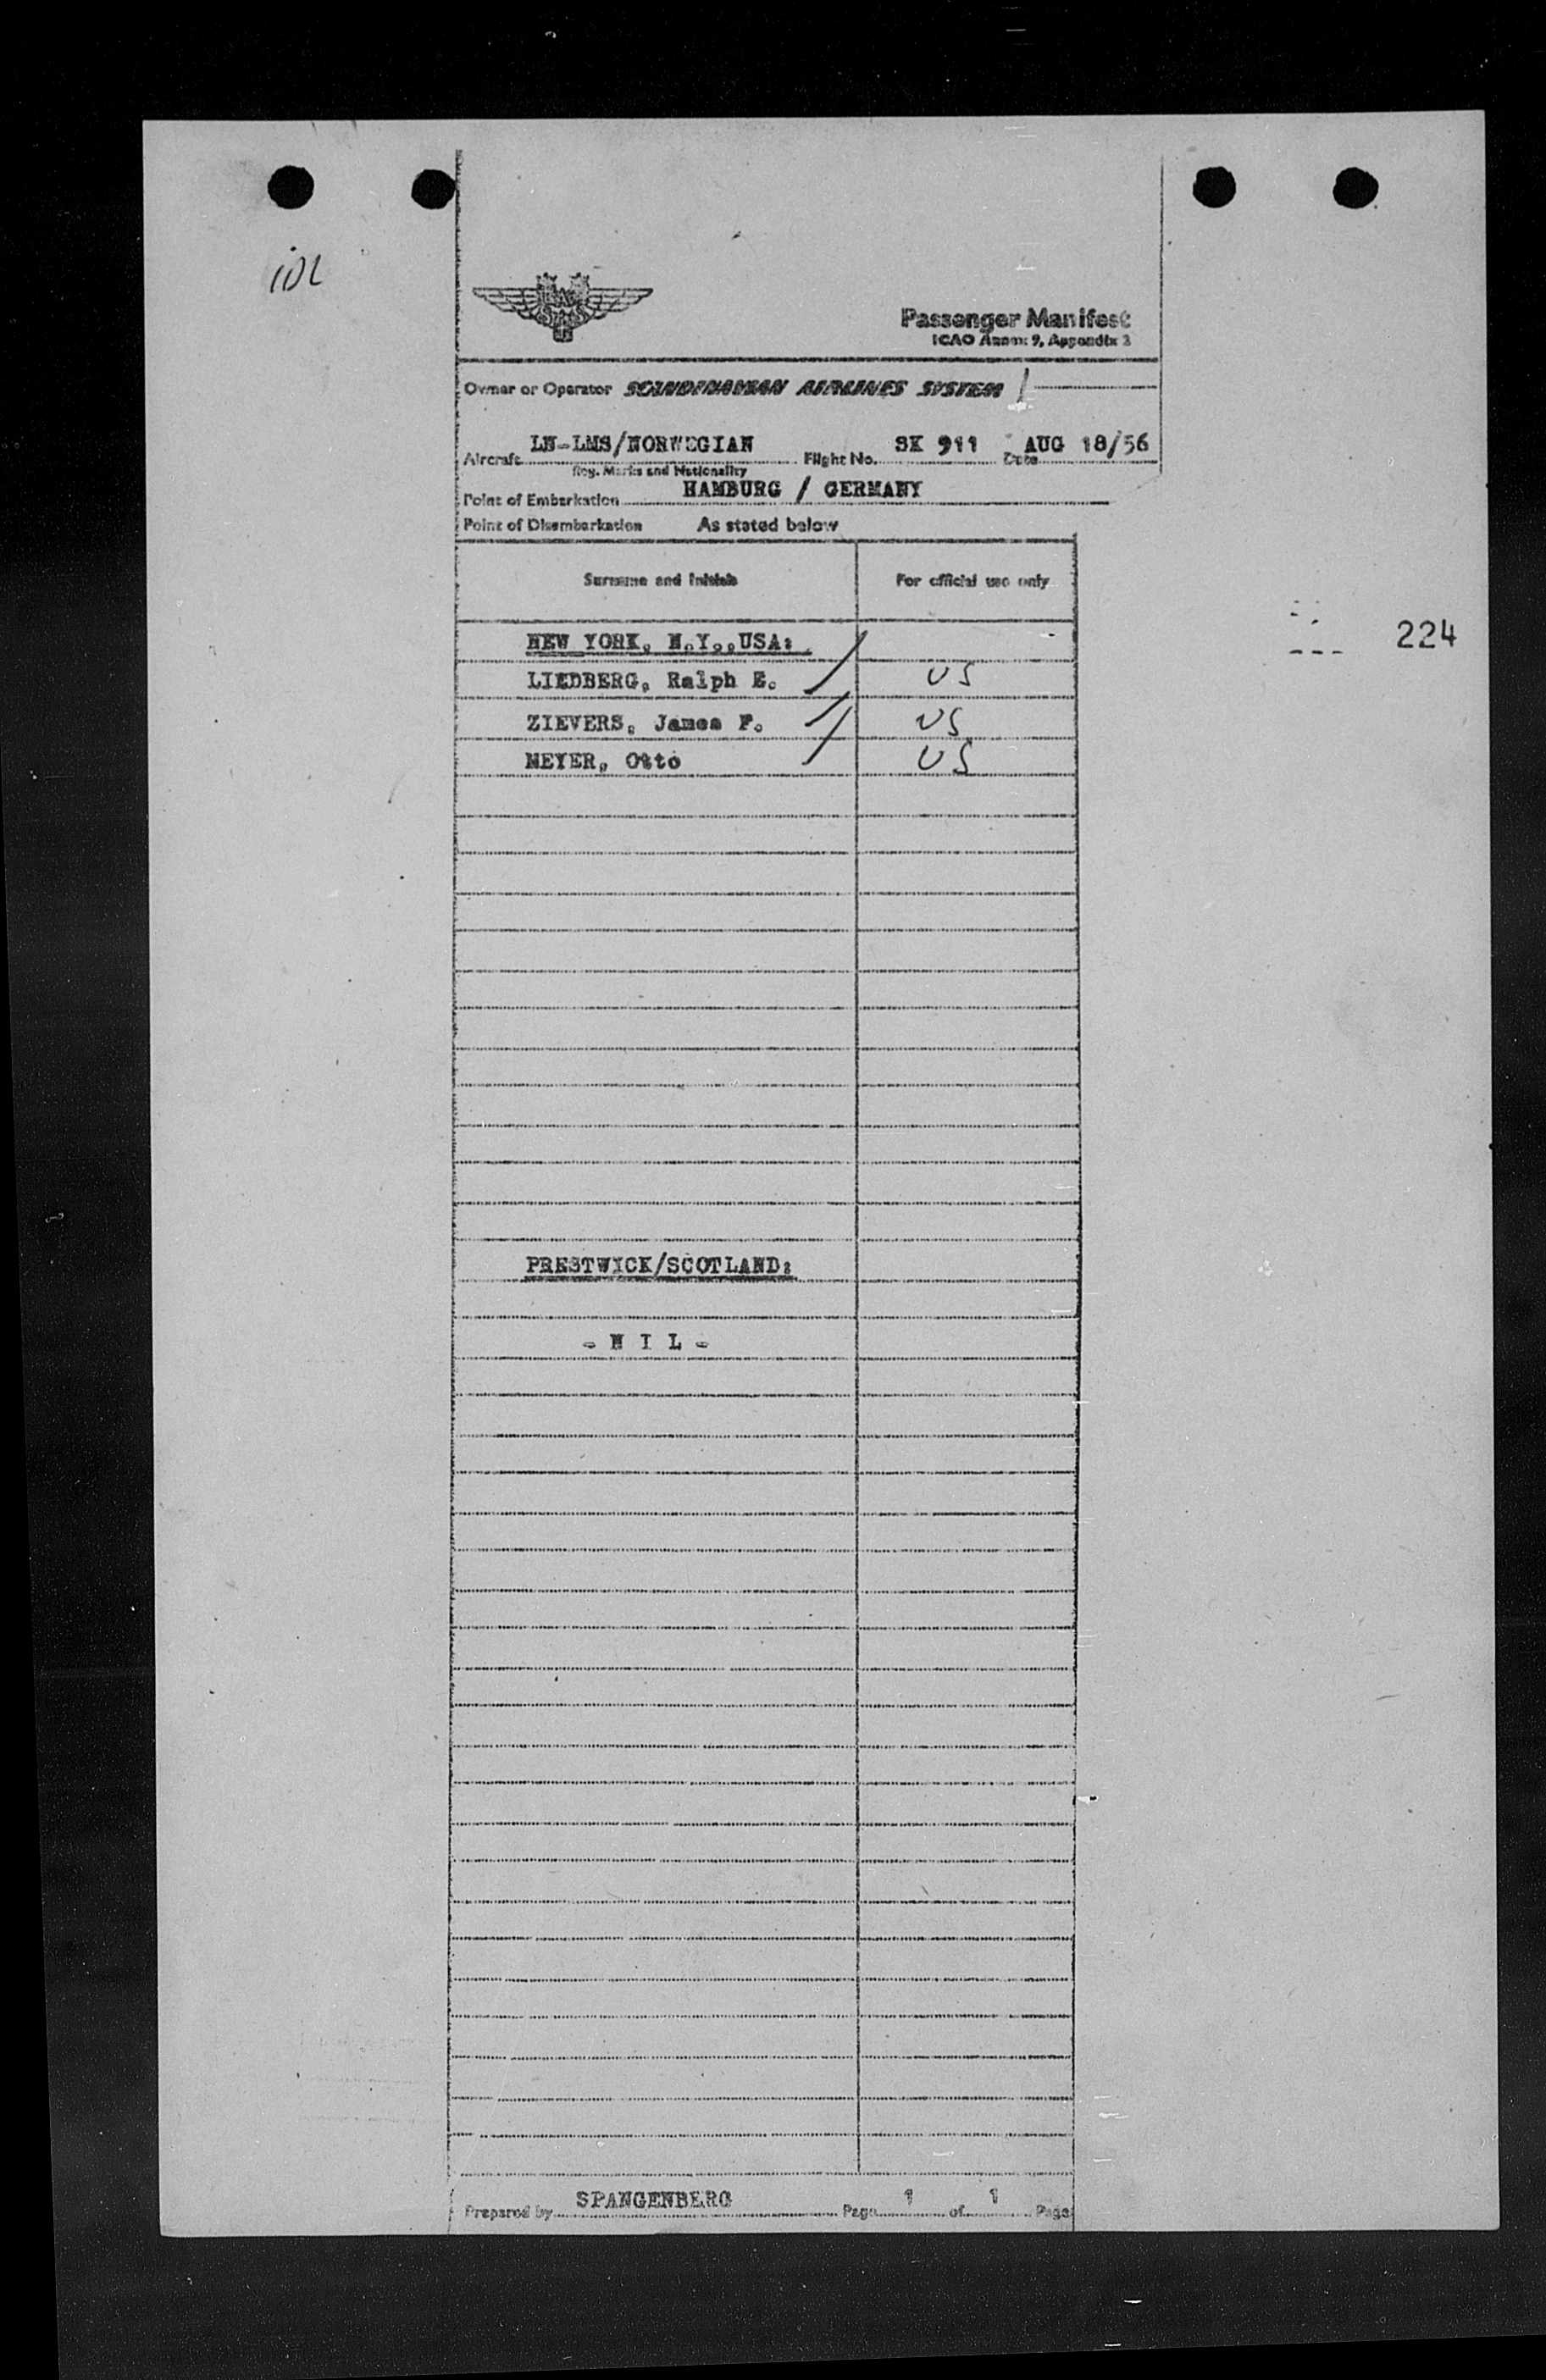 Passenger Manifest
ICAO Annex 9, Appendix 2
Owner or Operator SCANDINAVIAN AIRLINES SYSTEM
Aircraft LN-LMS/NORWEGIAN Flight No. SK 911 Date AUG 18/56
Reg. Marks and Nationality
Point of Embarkation HAMBURG / GERMANY
Point of Disembarkation As stated below
Surname and Initials For official use only
224
NEW YORK, N.Y.,USA:
LIEDBERG, Ralph E. US
ZIEVERS, James F. US
MEYER, Otto US
PRESTWICK/SCOTLAND:
- N I L -
Prepared by SPANGENBERG Page 1 of 1 Page